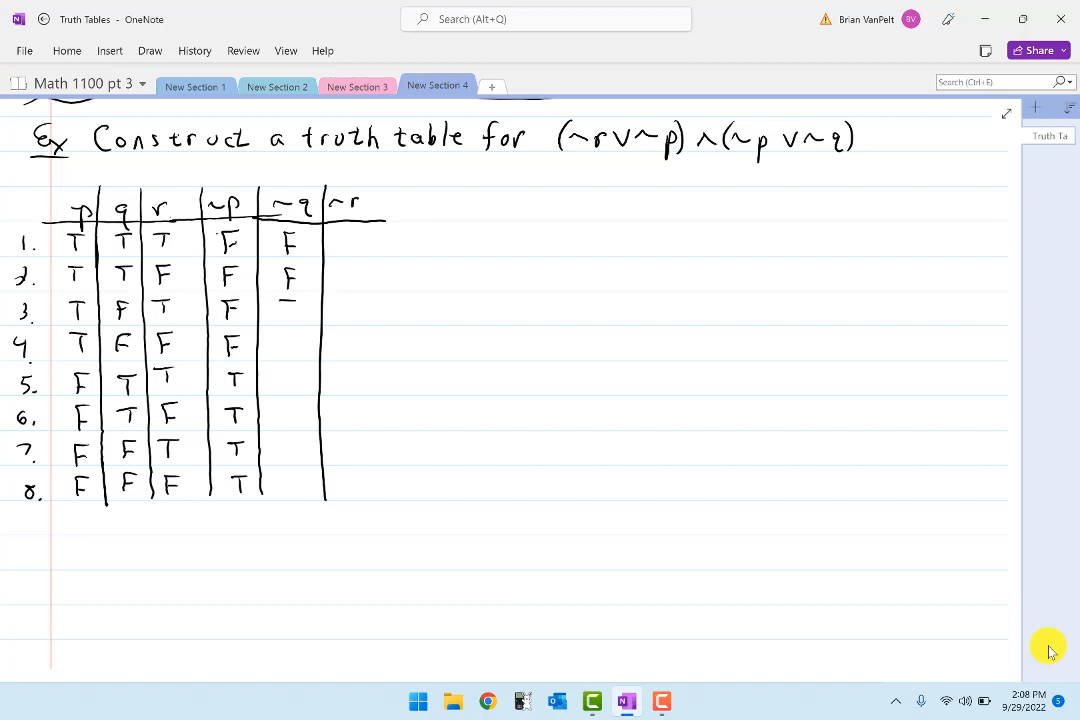 Truth Tables - OneNote
Search (Alt+Q)
Brian VanPelt
BV
File Home Insert Draw History Review View Help
Share
Math 1100 pt 3
New Section 1
New Section 2
New Section 3
New Section 4
+
Search (Ctrl+E)
Truth Ta
Ex Construct a truth table for (~r∨~p)∧(~p∨~q)
p q r ~p ~q ~r
1. T T T F F
2. T T F F F
3. T F T F
4. T F F F
5. F T T T
6. F T F T
7. F F T T
8. F F F T
2:08 PM
9/29/2022
5